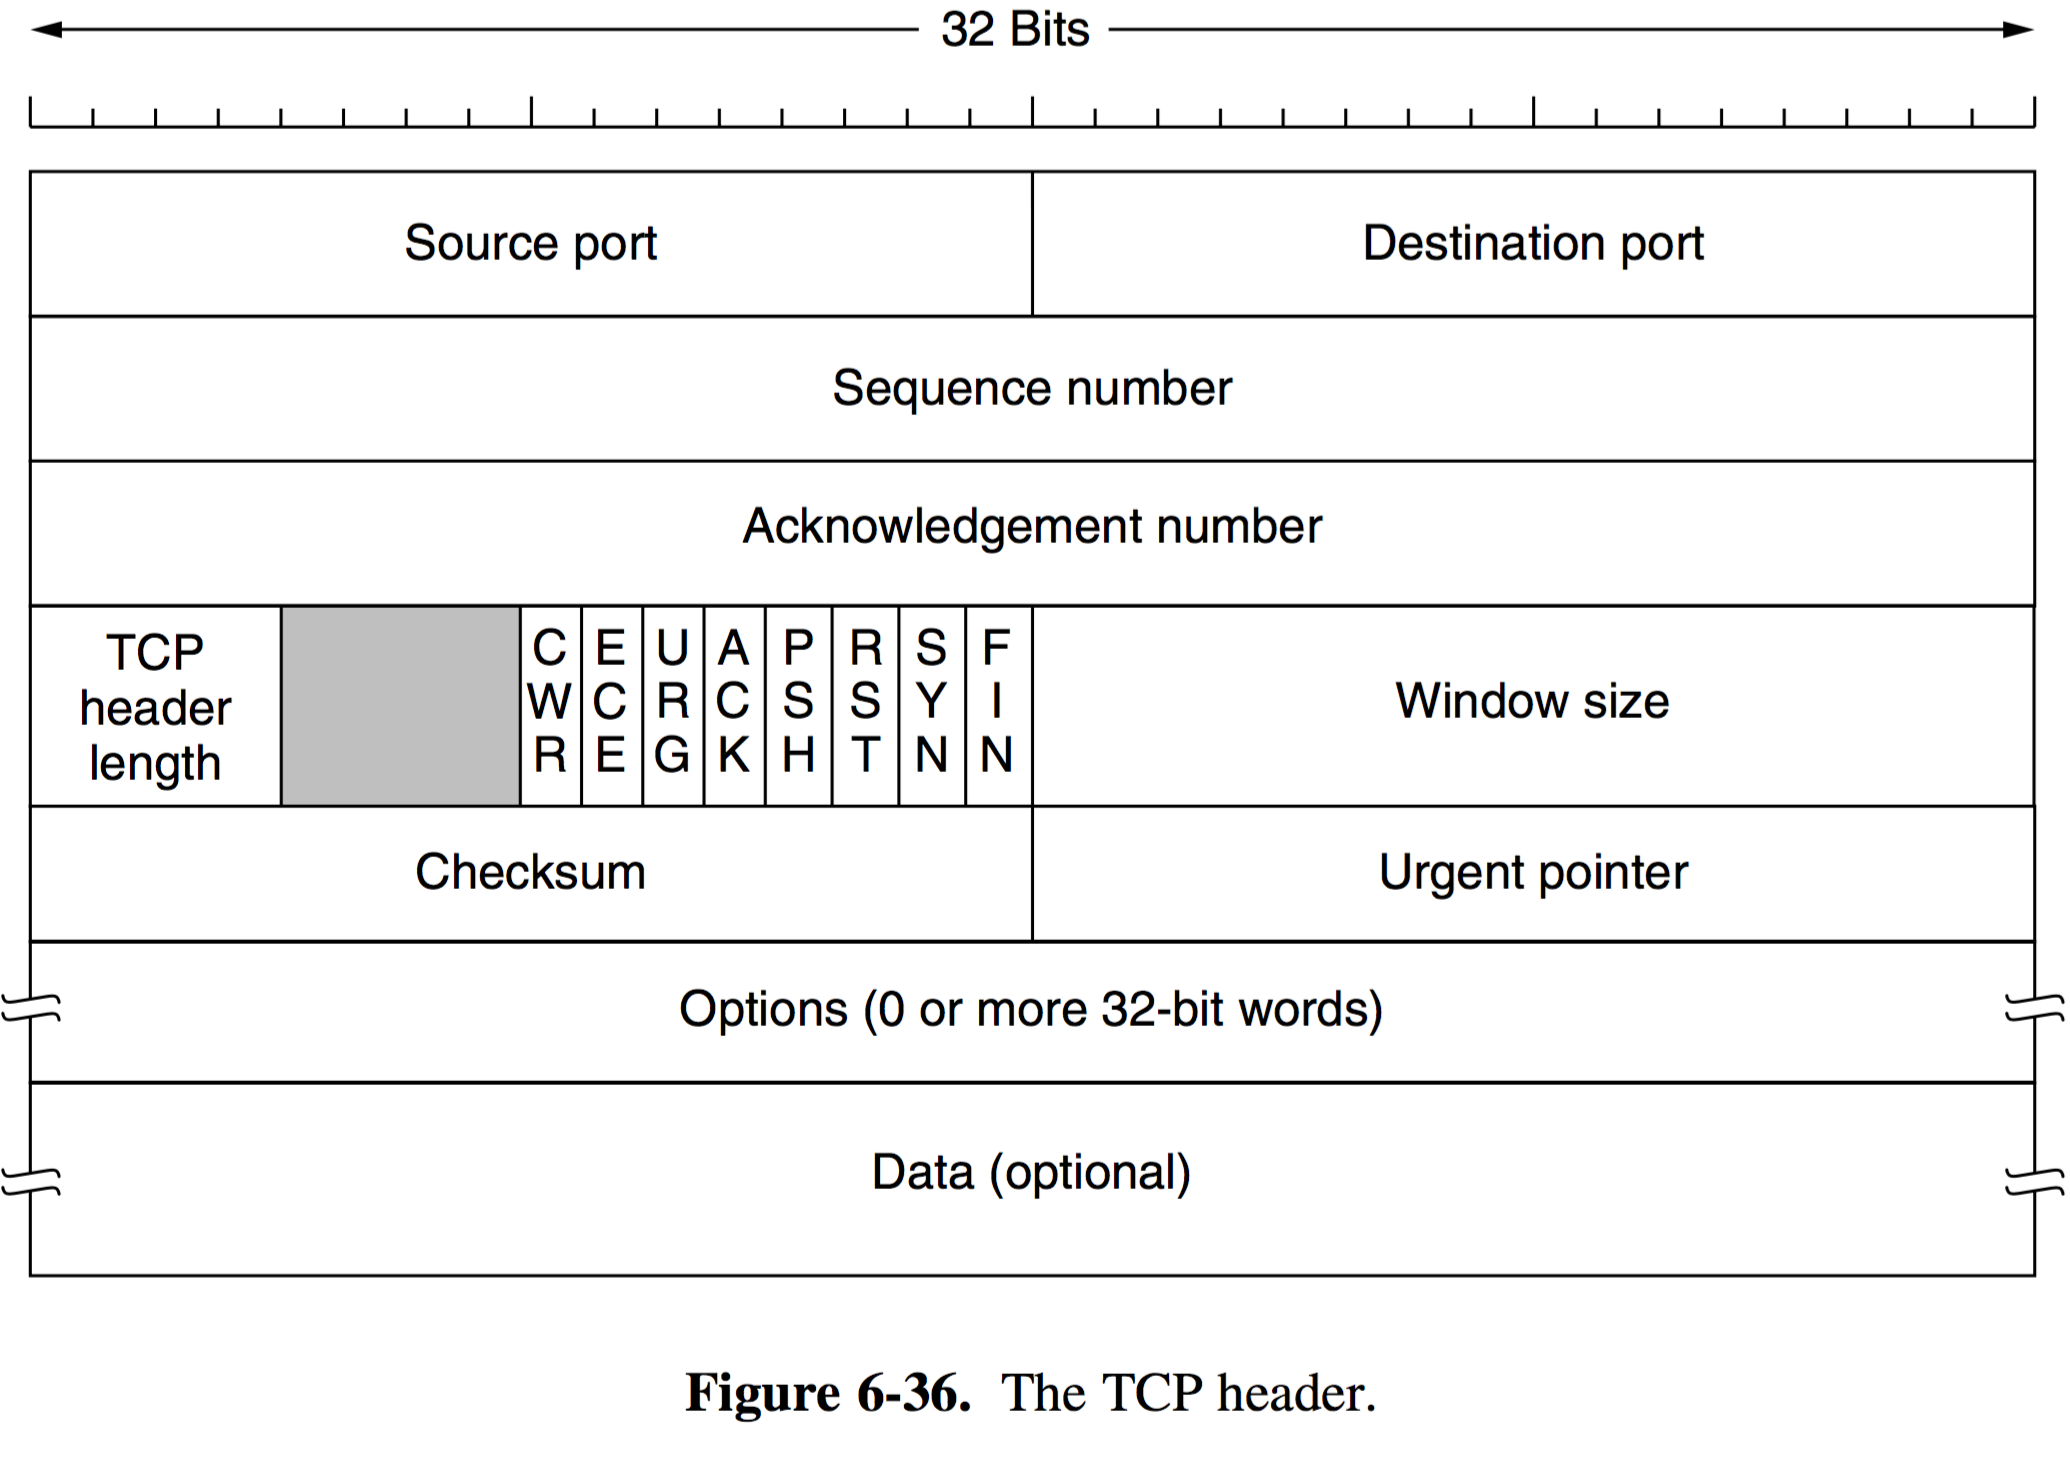 32 Bits
Source port
Destination port
Sequence number
Acknowledgement number
TCP
header
length
CWR
ECE
URG
ACK
PSH
RST
SYN
FIN
Window size
Checksum
Urgent pointer
Options (0 or more 32-bit words)
Data (optional)
Figure 6-36. The TCP header.